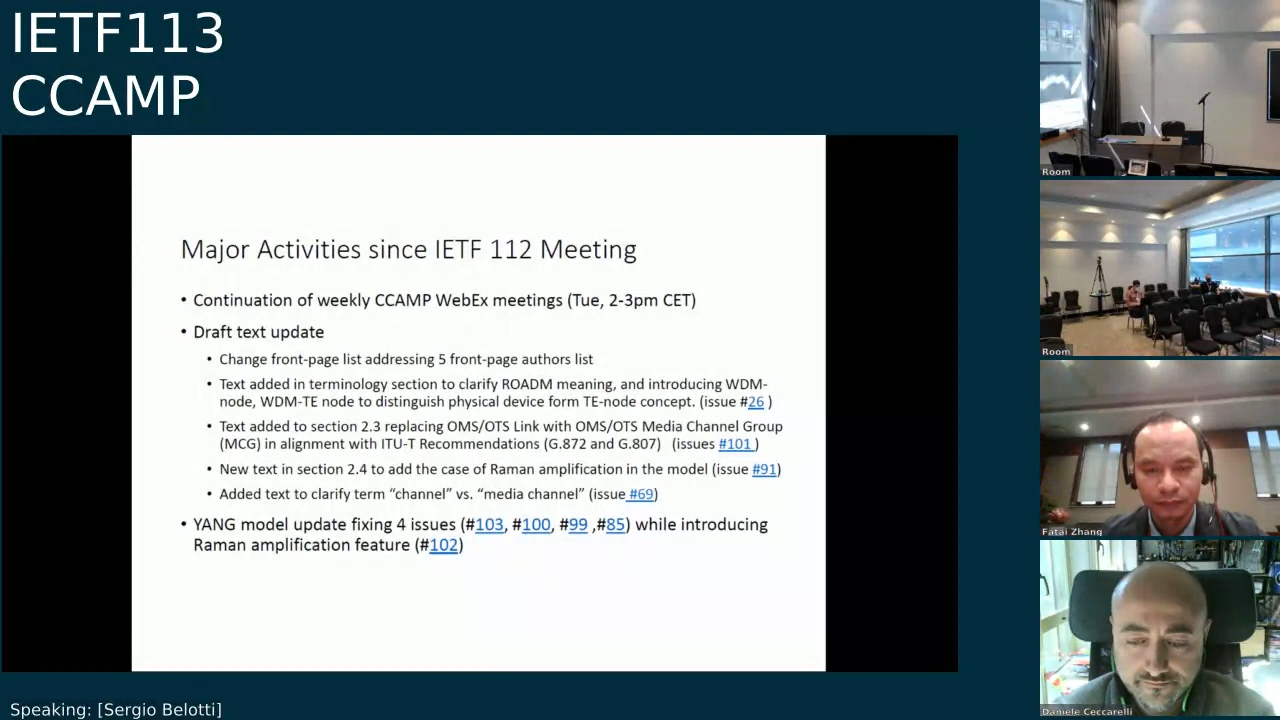 IETF113
CCAMP
Major Activities since IETF 112 Meeting
• Continuation of weekly CCAMP WebEx meetings (Tue, 2-3pm CET)
• Draft text update
• Change front-page list addressing 5 front-page authors list
• Text added in terminology section to clarify ROADM meaning, and introducing WDM-
node, WDM-TE node to distinguish physical device form TE-node concept. (issue #26 )
• Text added to section 2.3 replacing OMS/OTS Link with OMS/OTS Media Channel Group
(MCG) in alignment with ITU-T Recommendations (G.872 and G.807) (issues #101 )
• New text in section 2.4 to add the case of Raman amplification in the model (issue #91)
• Added text to clarify term “channel” vs. “media channel” (issue #69)
• YANG model update fixing 4 issues (#103, #100, #99 ,#85) while introducing
Raman amplification feature (#102)
Speaking: [Sergio Belotti]
Room
Room
Fatai Zhang
Daniele Ceccarelli